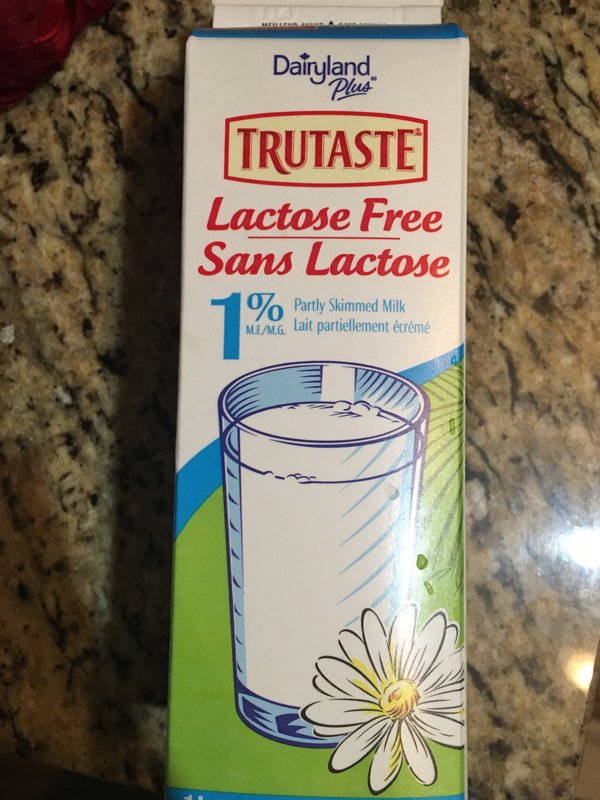 Dairyland
Plus
TRUTASTE
Lactose Free
Sans Lactose
1%
M.F./M.G.
Partly Skimmed Milk
Lait partiellement écrémé